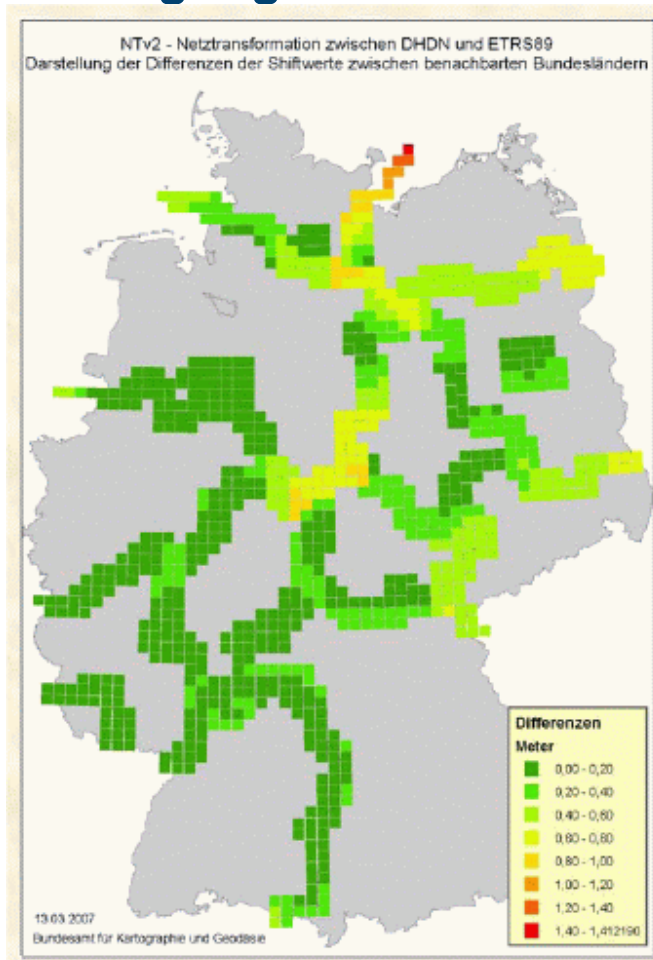 NTv2 - Netztransformation zwischen DHDN und ETRS89
Darstellung der Differenzen der Shiftwerte zwischen benachbarten Bundesländern
Differenzen
Meter
0,00 - 0,20
0,20 - 0,40
0,40 - 0,60
0,60 - 0,80
0,80 - 1,00
1,00 - 1,20
1,20 - 1,40
1,40 - 1,412190
13.03.2007
Bundesamt für Kartographie und Geodäsie